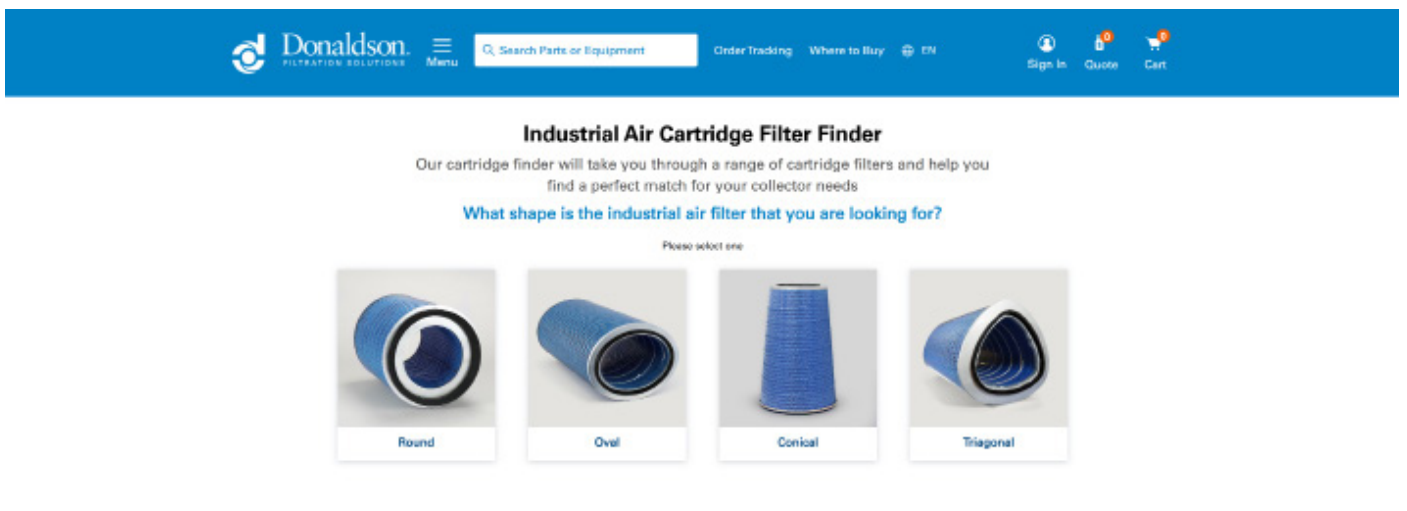 Donaldson.
FILTRATION SOLUTIONS
Menu
Search Parts or Equipment
Order Tracking
Where to Buy
EN
Sign In
0
Quote
0
Cart
Industrial Air Cartridge Filter Finder
Our cartridge finder will take you through a range of cartridge filters and help you
find a perfect match for your collector needs
What shape is the industrial air filter that you are looking for?
Please select one
Round
Oval
Conical
Triagonal